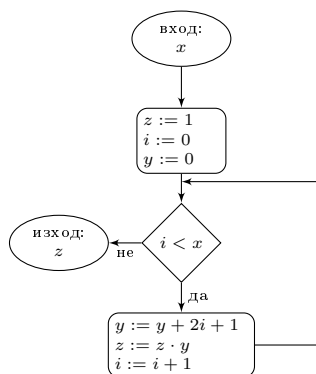 вход:
x
z := 1
i := 0
y := 0
i < x
да
не
изход:
z
y := y + 2i + 1
z := z · y
i := i + 1